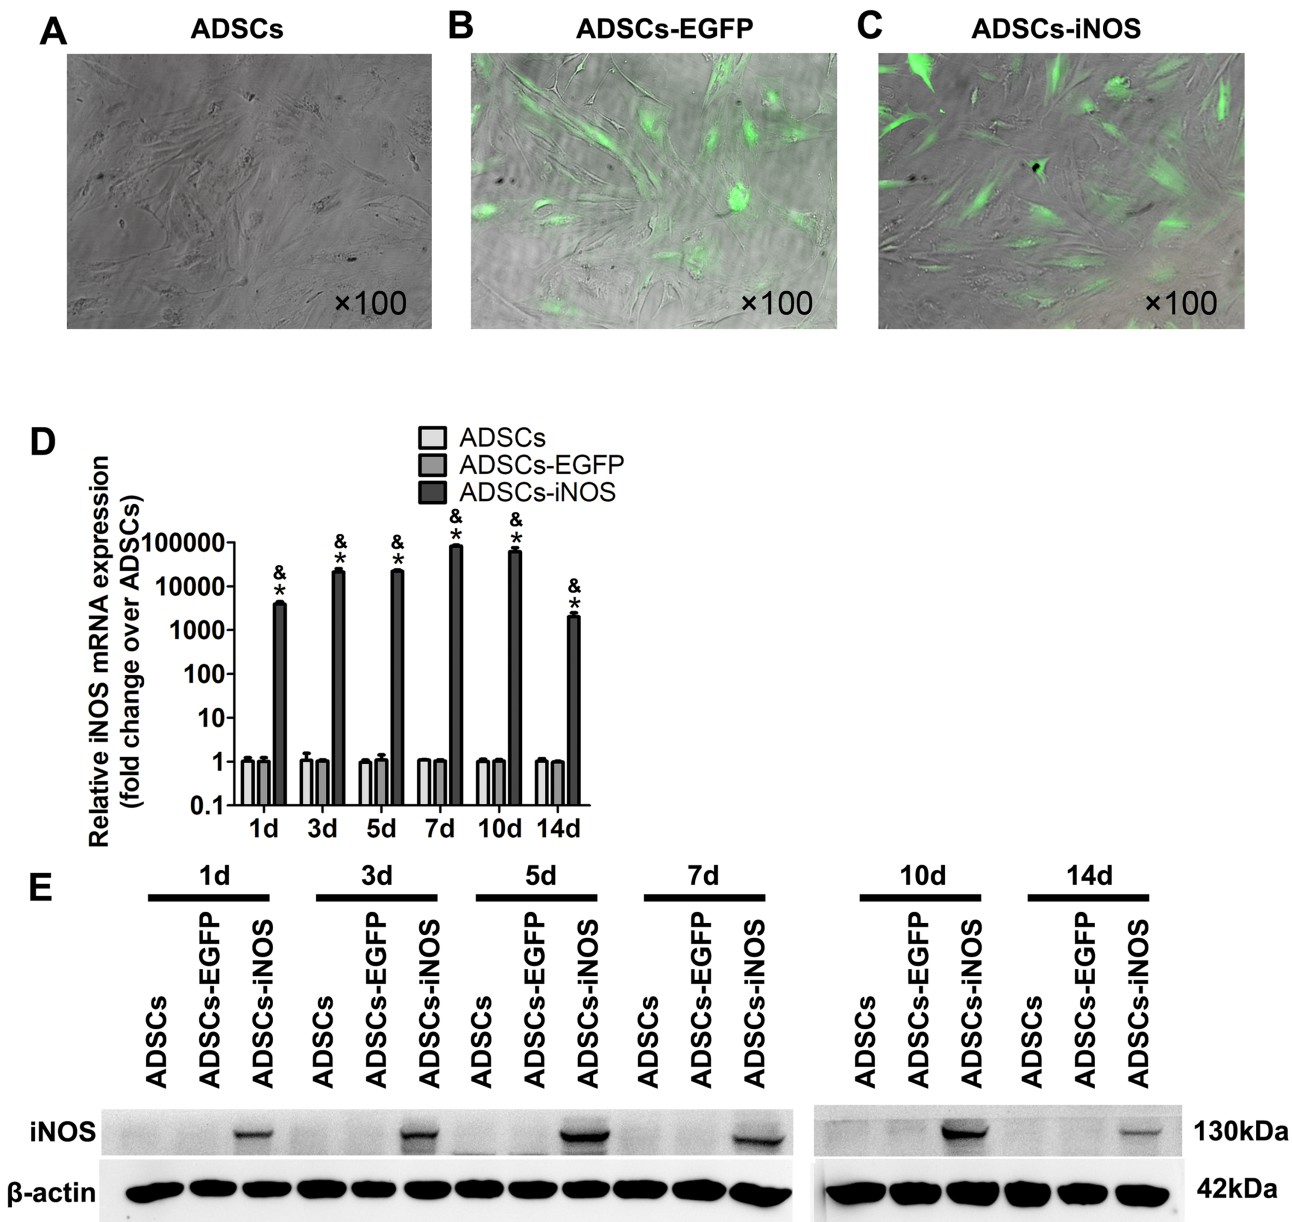 A ADSCs B ADSCs-EGFP C ADSCs-iNOS
×100 ×100 ×100
D
ADSCs
ADSCs-EGFP
ADSCs-iNOS
Relative iNOS mRNA expression
(fold change over ADSCs)
100000
10000
1000
100
10
1
0.1
& & & & & &
* * * * * *
1d 3d 5d 7d 10d 14d
E
1d 3d 5d 7d 10d 14d
ADSCs ADSCs-EGFP ADSCs-iNOS ADSCs ADSCs-EGFP ADSCs-iNOS ADSCs ADSCs-EGFP ADSCs-iNOS ADSCs ADSCs-EGFP ADSCs-iNOS ADSCs ADSCs-EGFP ADSCs-iNOS ADSCs ADSCs-EGFP ADSCs-iNOS
iNOS 130kDa
β-actin 42kDa